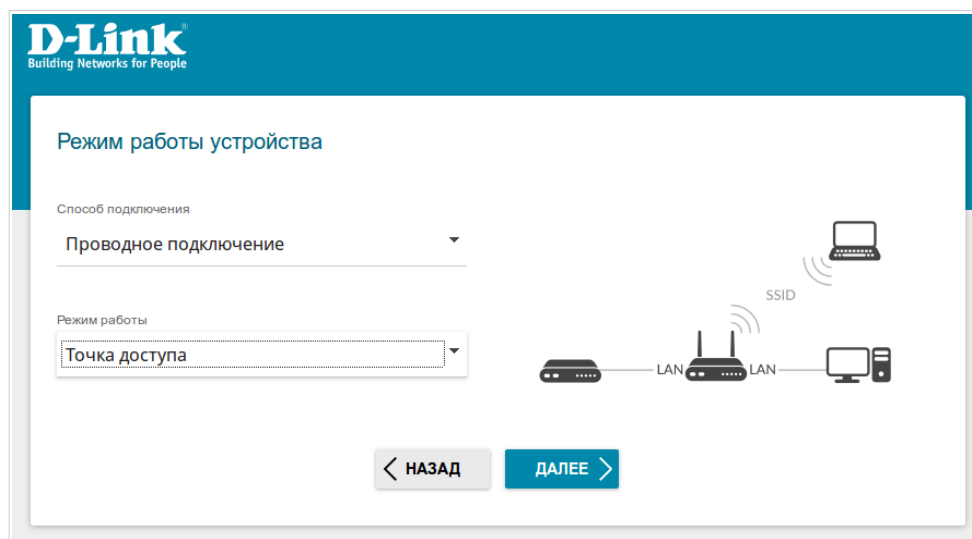 D-Link®
Building Networks for People
Режим работы устройства
Способ подключения
Проводное подключение
Режим работы
Точка доступа
SSID
LAN
LAN
НАЗАД
ДАЛЕЕ